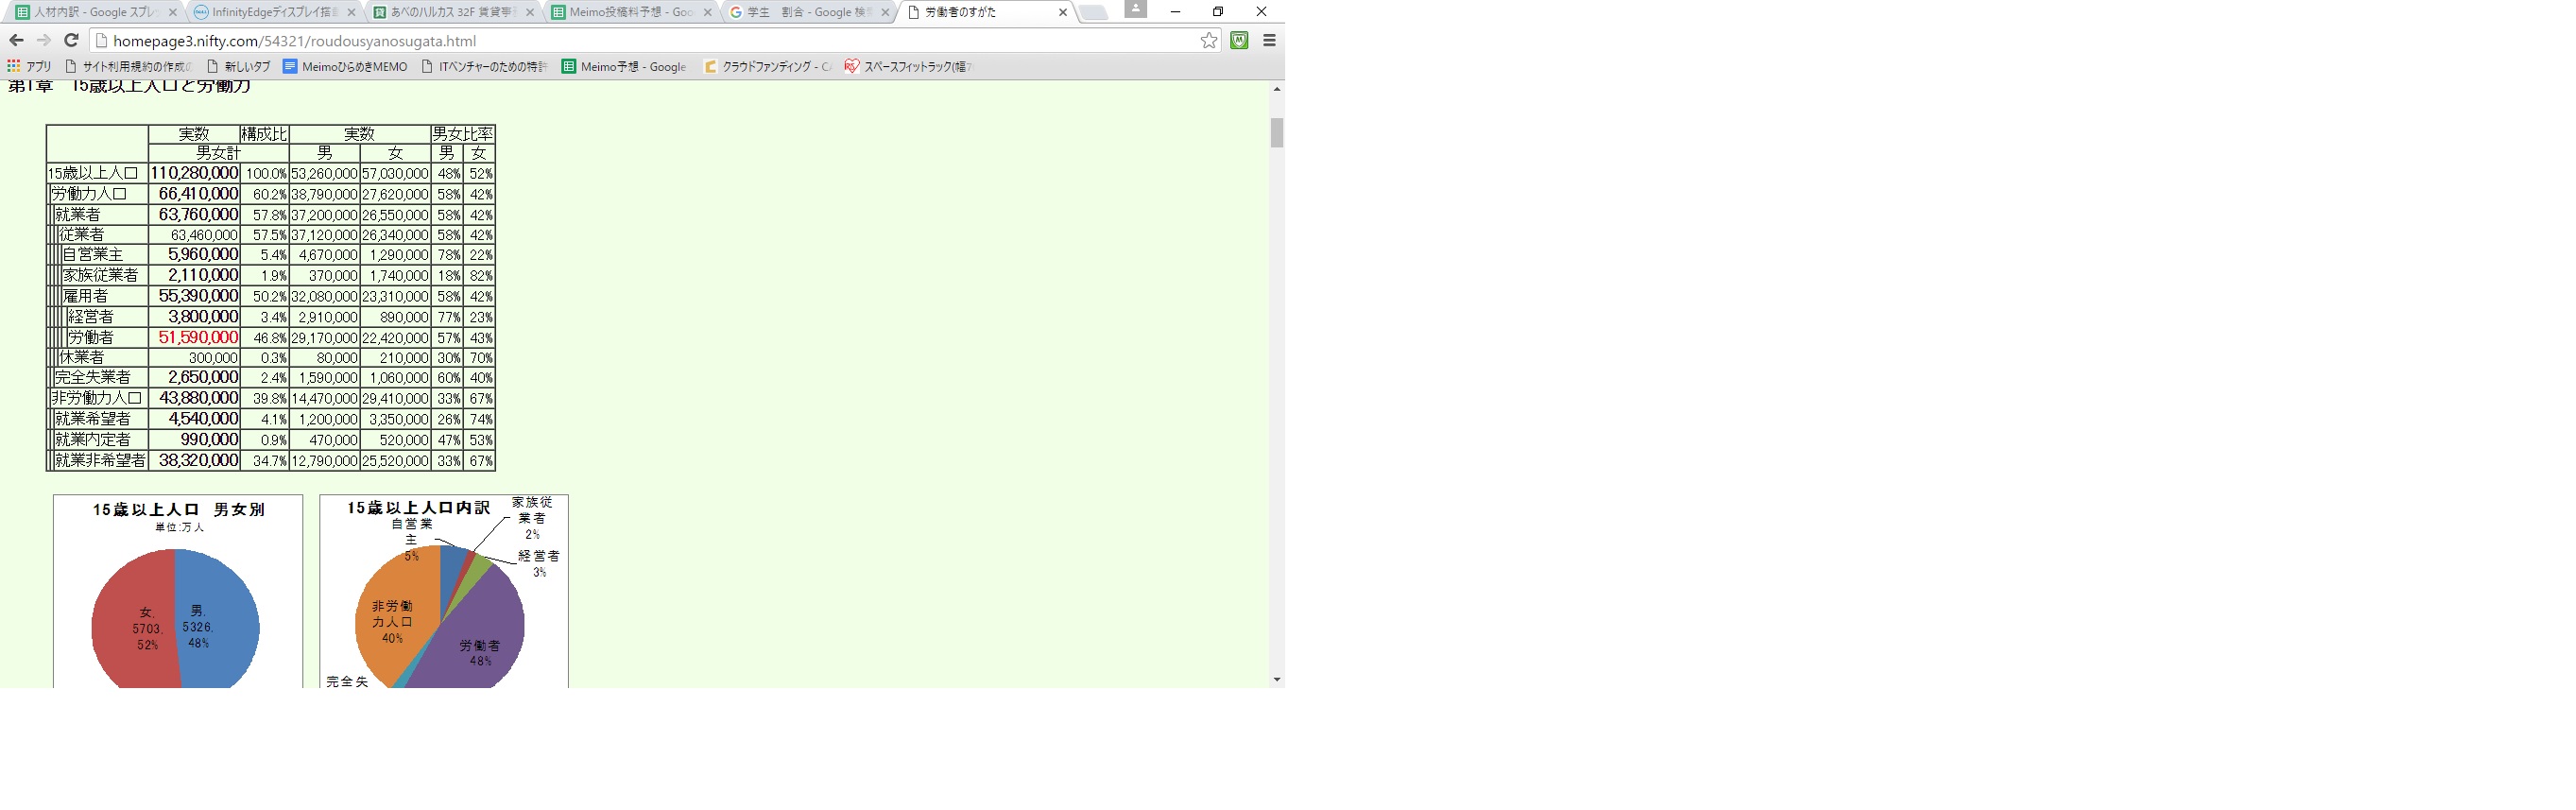 人材内訳 - Google スプレ
InfinityEdgeディスプレイ搭
あべのハルカス 32F 賃貸事
Meimo投稿料予想 - Goo
学生　割合 - Google 検
労働者のすがた
homepage3.nifty.com/54321/roudousyanosugata.html
アプリ
サイト利用規約の作成
新しいタブ
MeimoひらめきMEMO
ITベンチャーのための特許
Meimo予想 - Google
クラウドファンディング - C
スペースフィットラック(幅7
第1章　15歳以上人口と労働力
実数 構成比 実数 男女比率
男女計 男 女 男 女
15歳以上人口 110,280,000 100.0% 53,260,000 57,030,000 48% 52%
労働力人口 66,410,000 60.2% 38,790,000 27,620,000 58% 42%
就業者 63,760,000 57.8% 37,200,000 26,550,000 58% 42%
従業者 63,460,000 57.5% 37,120,000 26,340,000 58% 42%
自営業主 5,960,000 5.4% 4,670,000 1,290,000 78% 22%
家族従業者 2,110,000 1.9% 370,000 1,740,000 18% 82%
雇用者 55,390,000 50.2% 32,080,000 23,310,000 58% 42%
経営者 3,800,000 3.4% 2,910,000 890,000 77% 23%
労働者 51,590,000 46.8% 29,170,000 22,420,000 57% 43%
休業者 300,000 0.3% 80,000 210,000 30% 70%
完全失業者 2,650,000 2.4% 1,590,000 1,060,000 60% 40%
非労働力人口 43,880,000 39.8% 14,470,000 29,410,000 33% 67%
就業希望者 4,540,000 4.1% 1,200,000 3,350,000 26% 74%
就業内定者 990,000 0.9% 470,000 520,000 47% 53%
就業非希望者 38,320,000 34.7% 12,790,000 25,520,000 33% 67%
15歳以上人口　男女別
単位:万人
女,
5703,
52%
男,
5326,
48%
15歳以上人口内訳
自営業
主
5%
家族従
業者
2%
経営者
3%
非労働
力人口
40%
労働者
48%
完全失